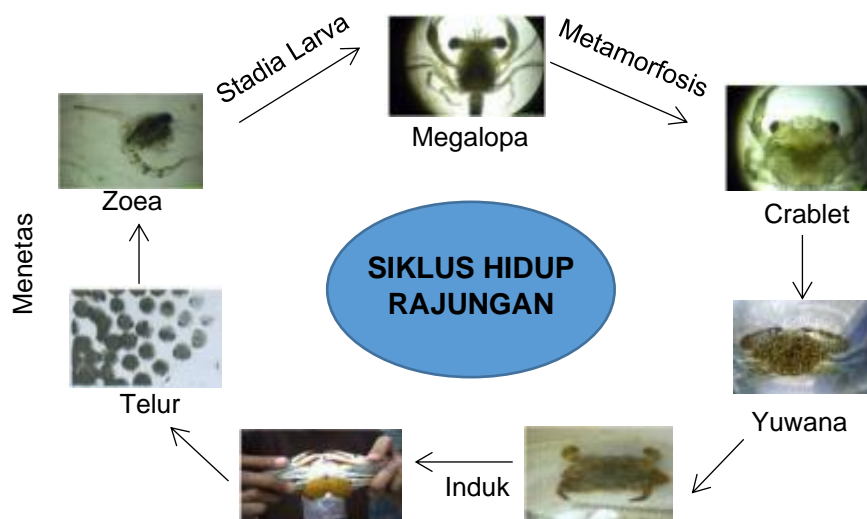 Stadia Larva
Metamorfosis
Megalopa
Zoea
Crablet
Menetas
SIKLUS HIDUP
RAJUNGAN
Telur
Yuwana
Induk